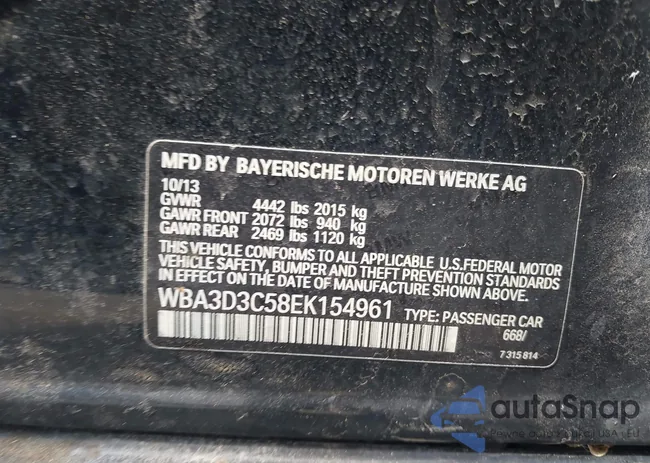 MFD BY BAYERISCHE MOTOREN WERKE AG
10/13
GVWR 4442 lbs 2015 kg
GAWR FRONT 2072 lbs 940 kg
GAWR REAR 2469 lbs 1120 kg
THIS VEHICLE CONFORMS TO ALL APPLICABLE U.S.FEDERAL MOTOR
VEHICLE SAFETY, BUMPER AND THEFT PREVENTION STANDARDS
IN EFFECT ON THE DATE OF MANUFACTURE SHOWN ABOVE.
WBA3D3C58EK154961 TYPE: PASSENGER CAR
668/
7 315 814
autaSnap